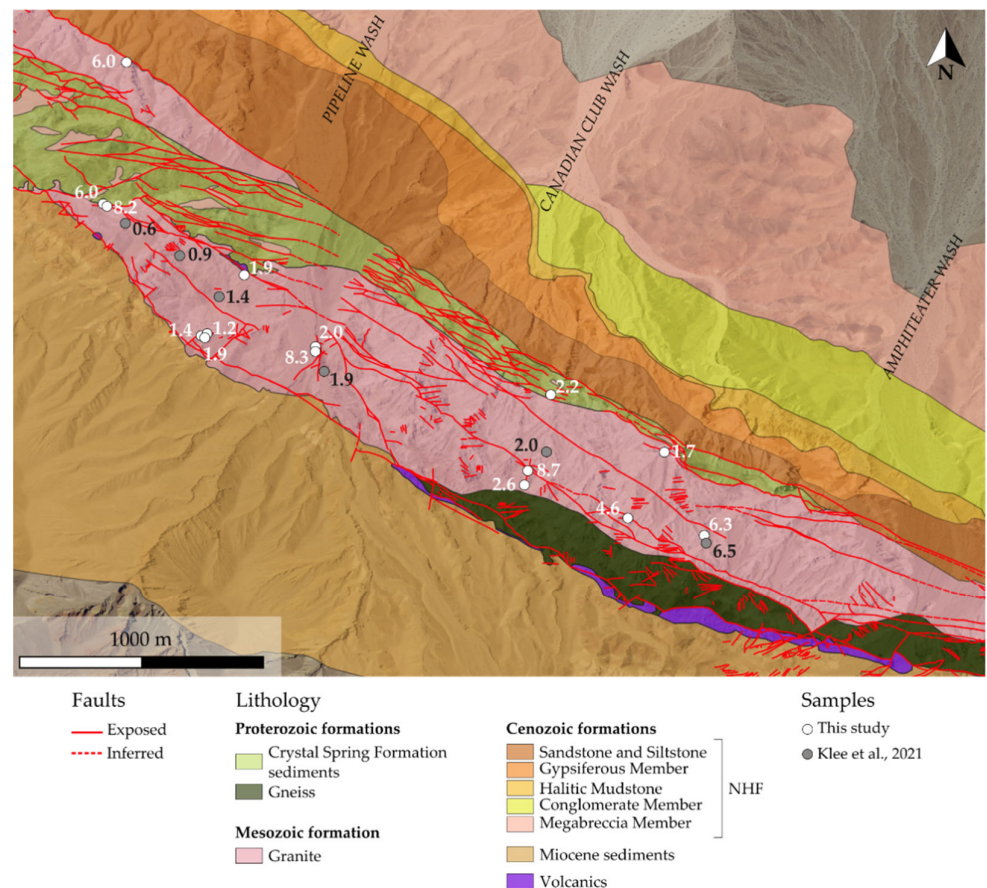 PIPELINE WASH
CANADIAN CLUB WASH
AMPHITEATER WASH
N
6.0
6.0
8.2
0.6
0.9
1.9
1.4
1.4
1.2
1.9
2.0
8.3
1.9
2.2
2.0
1.7
8.7
2.6
4.6
6.3
6.5
1000 m
Faults
Exposed
Inferred
Lithology
Proterozoic formations
Crystal Spring Formation
sediments
Gneiss
Mesozoic formation
Granite
Cenozoic formations
Sandstone and Siltstone
Gypsiferous Member
Halitic Mudstone
Conglomerate Member
Megabreccia Member
NHF
Miocene sediments
Volcanics
Samples
This study
Klee et al., 2021